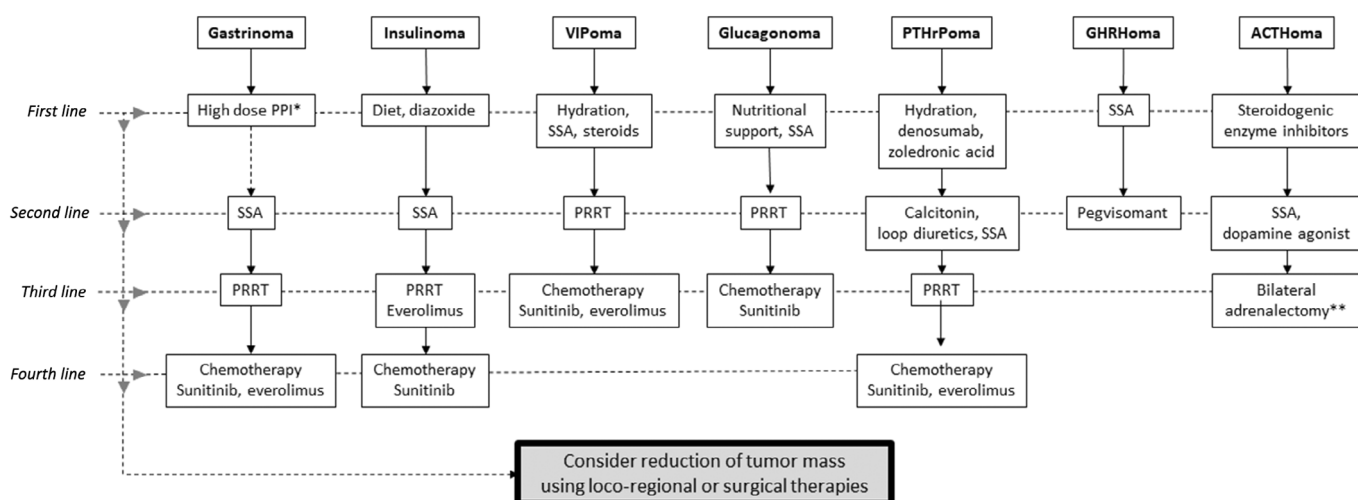 Gastrinoma
Insulinoma
VIPoma
Glucagonoma
PTHrPoma
GHRHoma
ACTHoma
First line
High dose PPI*
Diet, diazoxide
Hydration,
SSA, steroids
Nutritional
support, SSA
Hydration,
denosumab,
zoledronic acid
SSA
Steroidogenic
enzyme inhibitors
Second line
SSA
SSA
PRRT
PRRT
Calcitonin,
loop diuretics, SSA
Pegvisomant
SSA,
dopamine agonist
Third line
PRRT
PRRT
Everolimus
Chemotherapy
Sunitinib, everolimus
Chemotherapy
Sunitinib
PRRT
Bilateral
adrenalectomy**
Fourth line
Chemotherapy
Sunitinib, everolimus
Chemotherapy
Sunitinib
Chemotherapy
Sunitinib, everolimus
Consider reduction of tumor mass
using loco-regional or surgical therapies